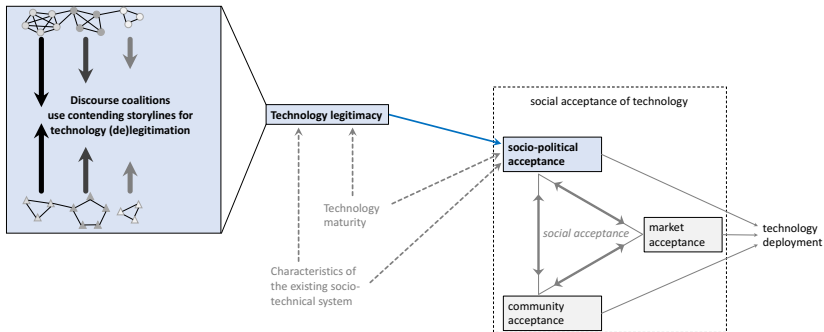 Discourse coalitions
use contending storylines for
technology (de)legitimation
Technology legitimacy
social acceptance of technology
socio-political
acceptance
Technology
maturity
social acceptance
market
acceptance
technology
deployment
Characteristics of
the existing socio-
technical system
community
acceptance